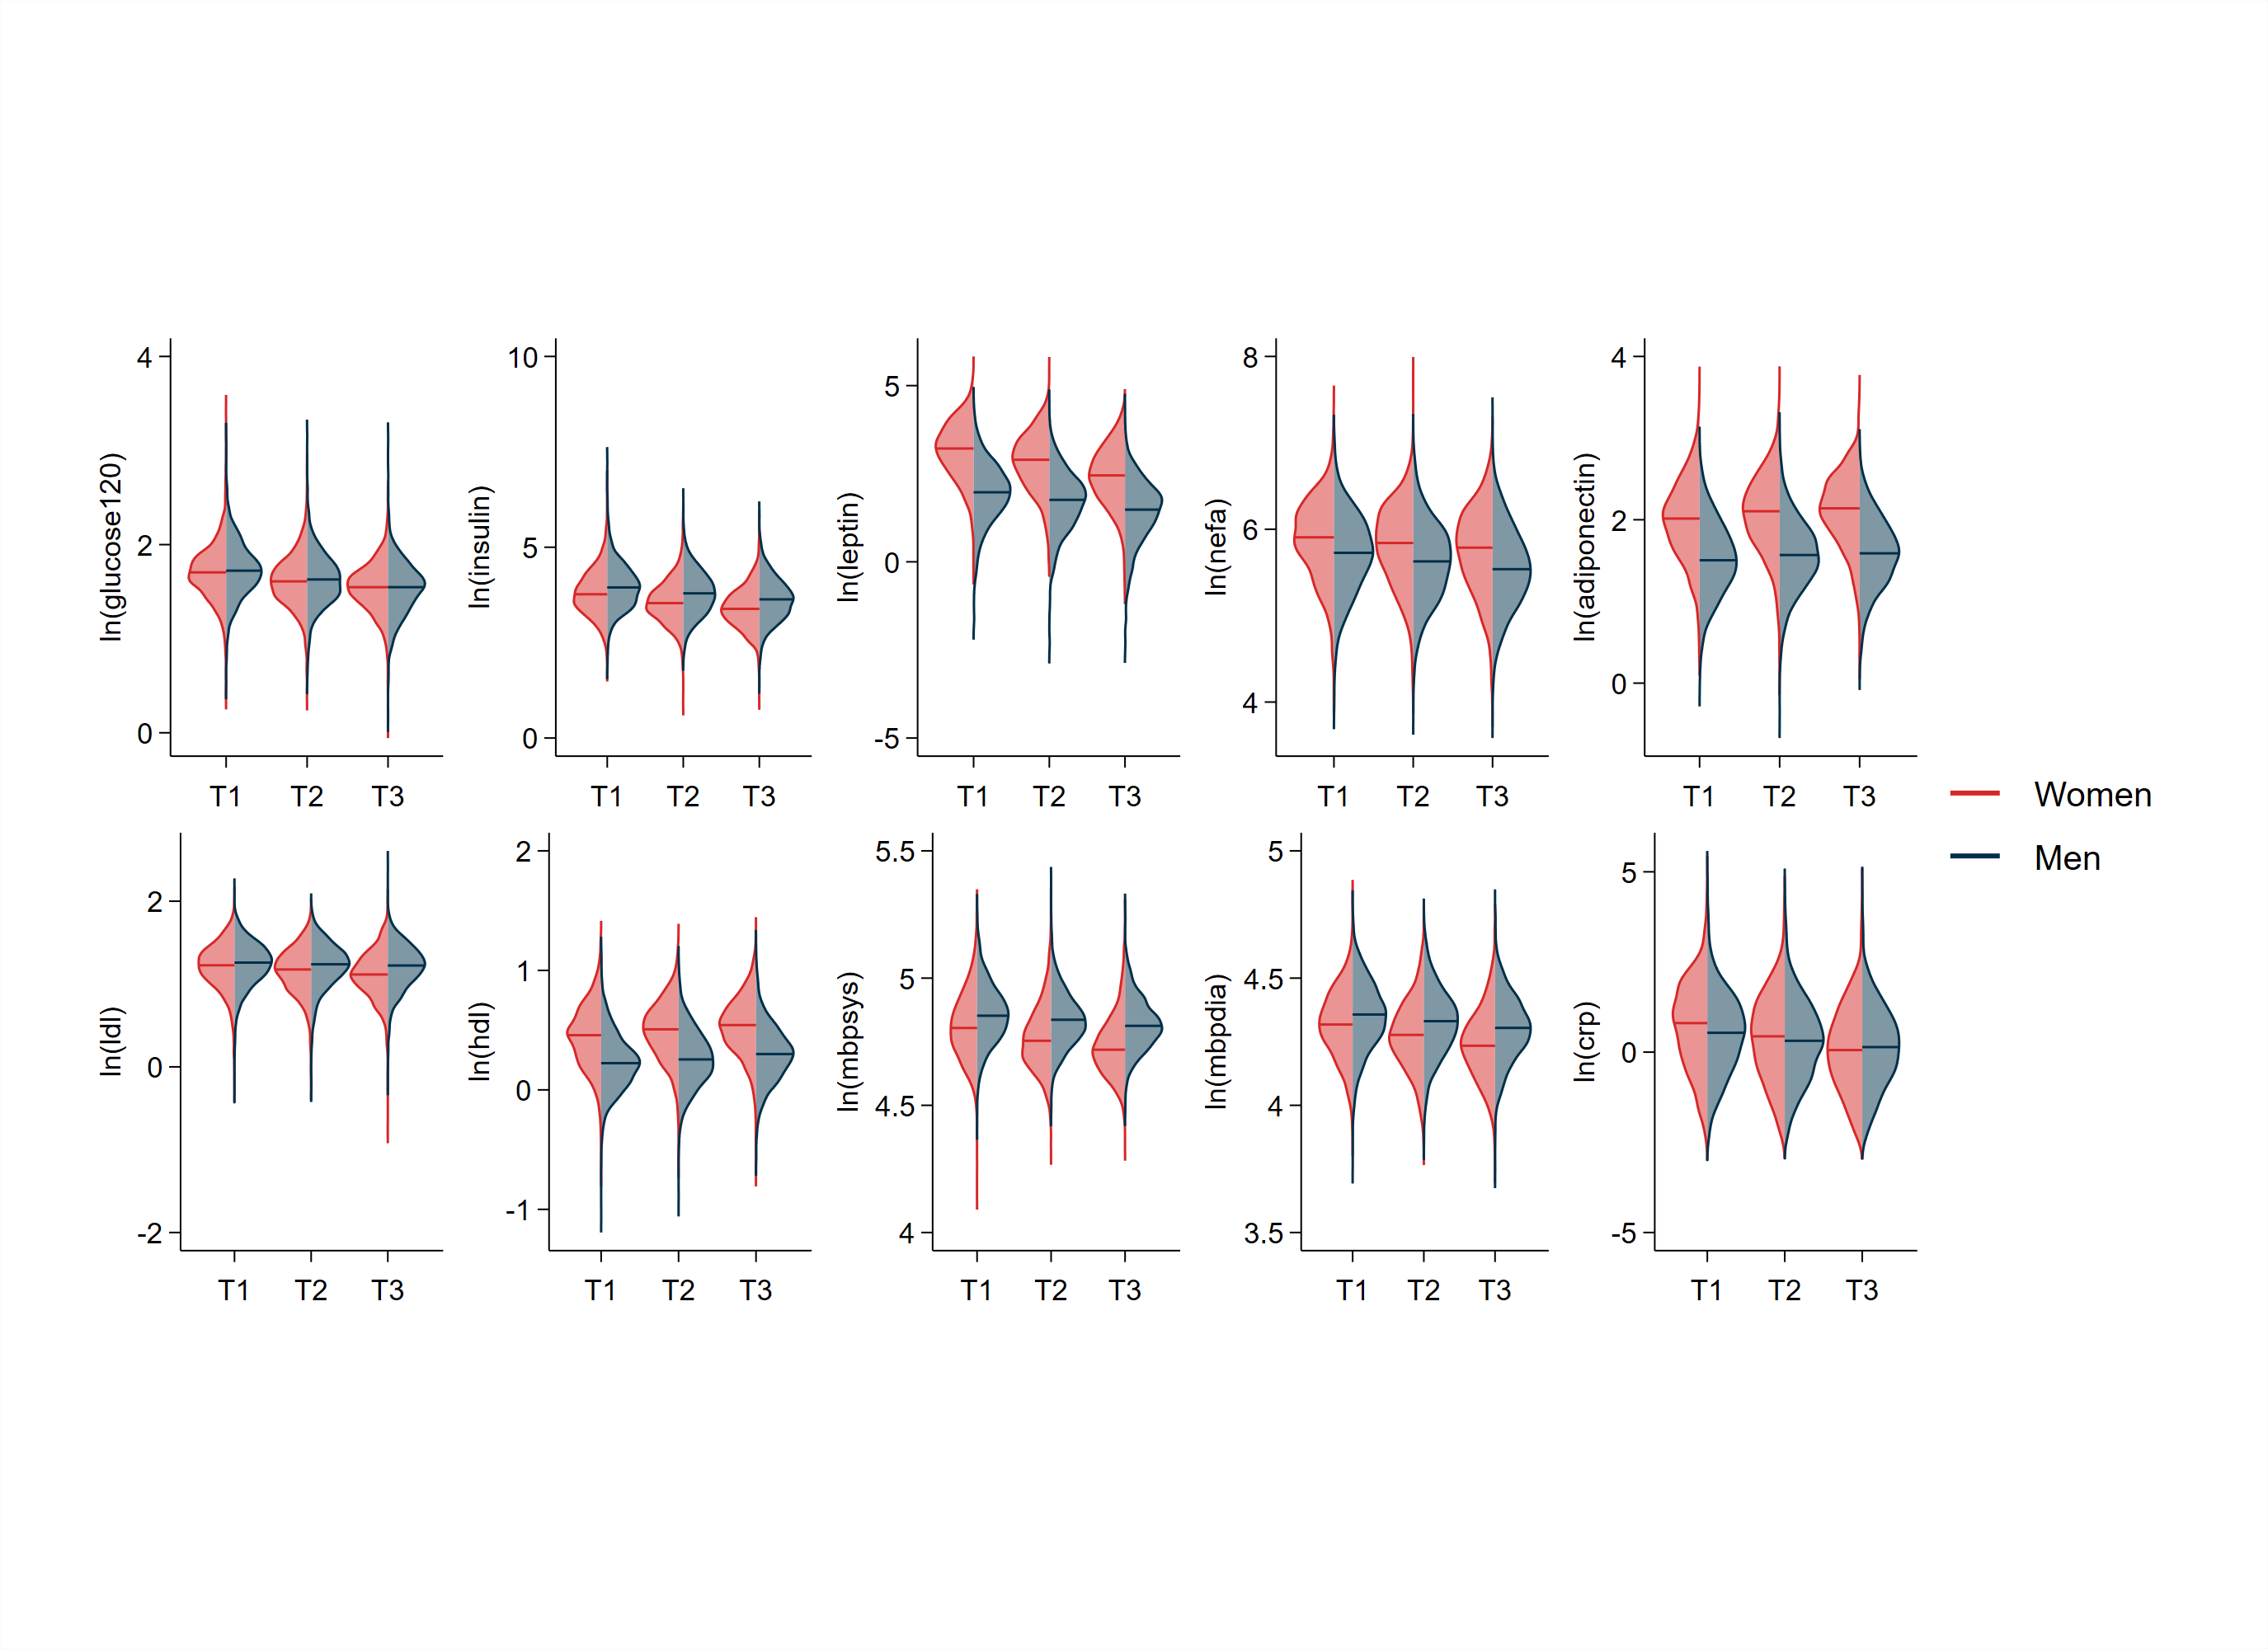 ln(glucose120)
4
2
0
T1 T2 T3
ln(insulin)
10
5
0
T1 T2 T3
ln(leptin)
5
0
-5
T1 T2 T3
ln(nefa)
8
6
4
T1 T2 T3
ln(adiponectin)
4
2
0
T1 T2 T3
Women
Men
ln(ldl)
2
0
-2
T1 T2 T3
ln(hdl)
2
1
0
-1
T1 T2 T3
ln(mbpsys)
5.5
5
4.5
4
T1 T2 T3
ln(mbpdia)
5
4.5
4
3.5
T1 T2 T3
ln(crp)
5
0
-5
T1 T2 T3